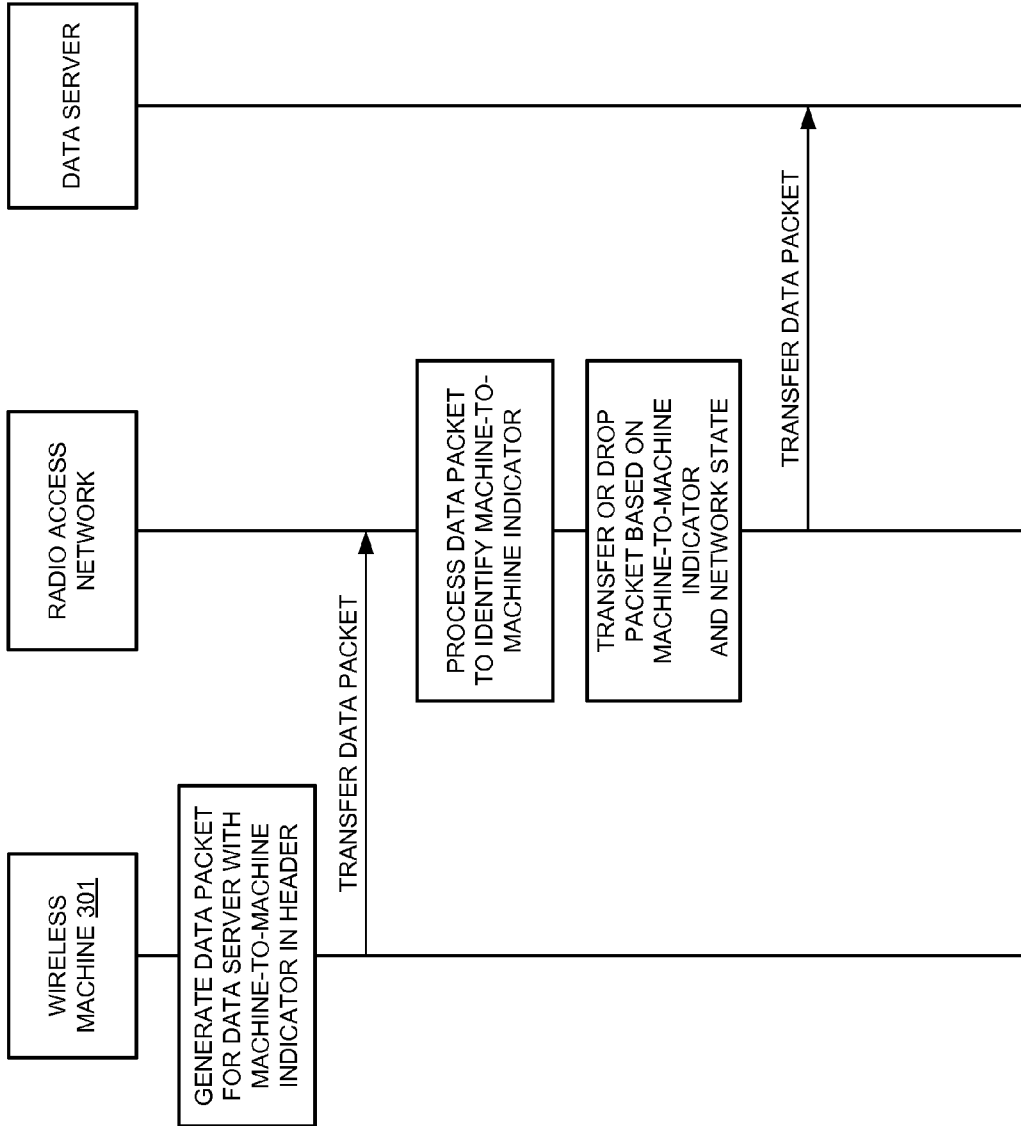 WIRELESS
MACHINE 301
RADIO ACCESS
NETWORK
DATA SERVER
GENERATE DATA PACKET
FOR DATA SERVER WITH
MACHINE-TO-MACHINE
INDICATOR IN HEADER
TRANSFER DATA PACKET
PROCESS DATA PACKET
TO IDENTIFY MACHINE-TO-
MACHINE INDICATOR
TRANSFER OR DROP
PACKET BASED ON
MACHINE-TO-MACHINE
INDICATOR
AND NETWORK STATE
TRANSFER DATA PACKET